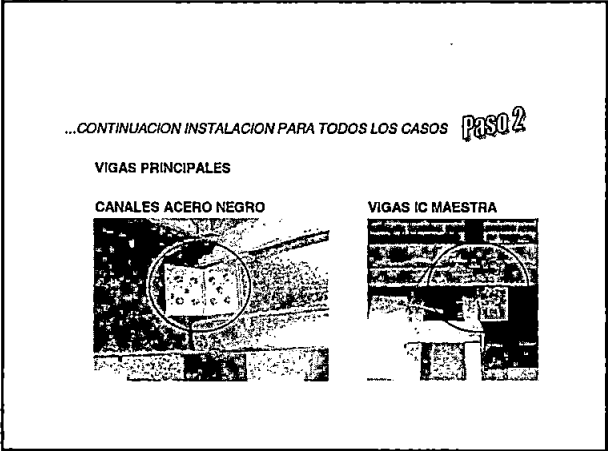 ...CONTINUACION INSTALACION PARA TODOS LOS CASOS Paso 2
VIGAS PRINCIPALES
CANALES ACERO NEGRO
VIGAS IC MAESTRA